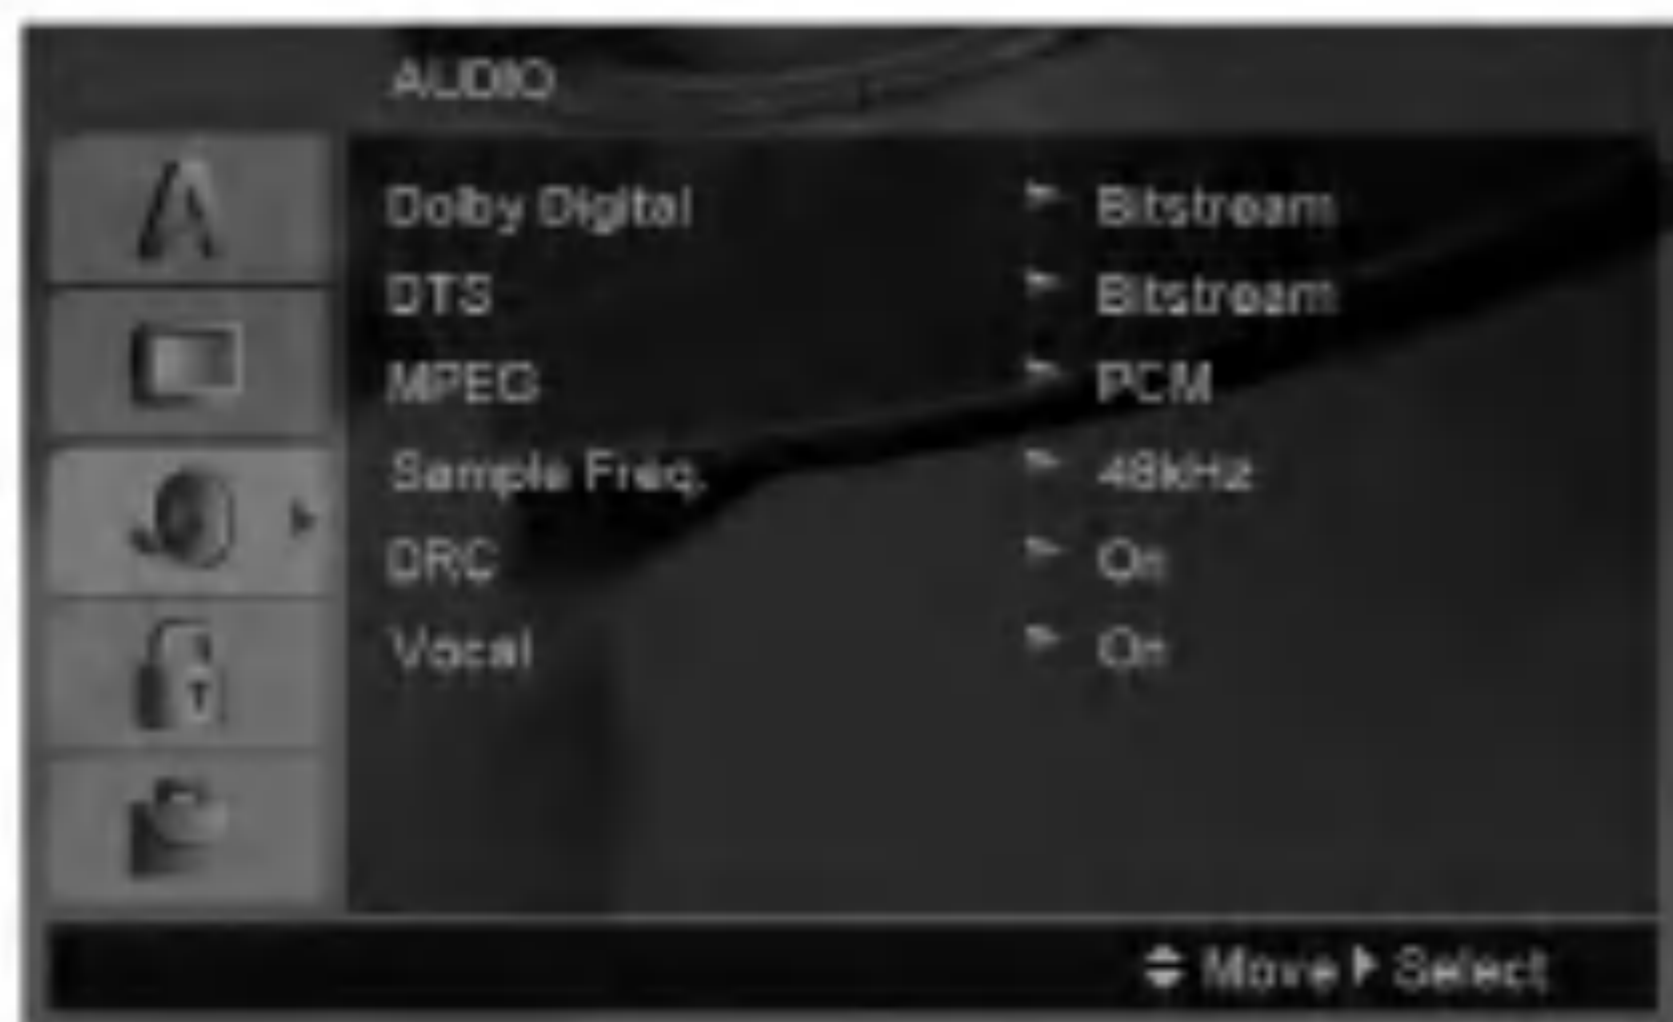 AUDIO
Dolby Digital Bitstream
DTS Bitstream
MPEG PCM
Sample Freq. 48kHz
DRC On
Vocal On
Move Select